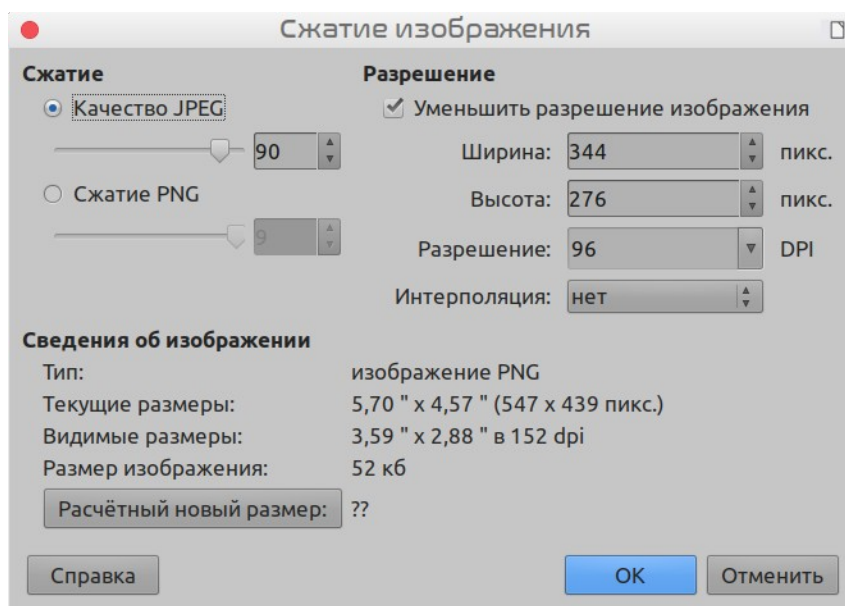 Сжатие изображения
Сжатие
Качество JPEG
90
Сжатие PNG
9
Разрешение
Уменьшить разрешение изображения
Ширина: 344 пикс.
Высота: 276 пикс.
Разрешение: 96 DPI
Интерполяция: нет
Сведения об изображении
Тип: изображение PNG
Текущие размеры: 5,70 " x 4,57 " (547 x 439 пикс.)
Видимые размеры: 3,59 " x 2,88 " в 152 dpi
Размер изображения: 52 кб
Расчётный новый размер: ??
Справка
OK
Отменить